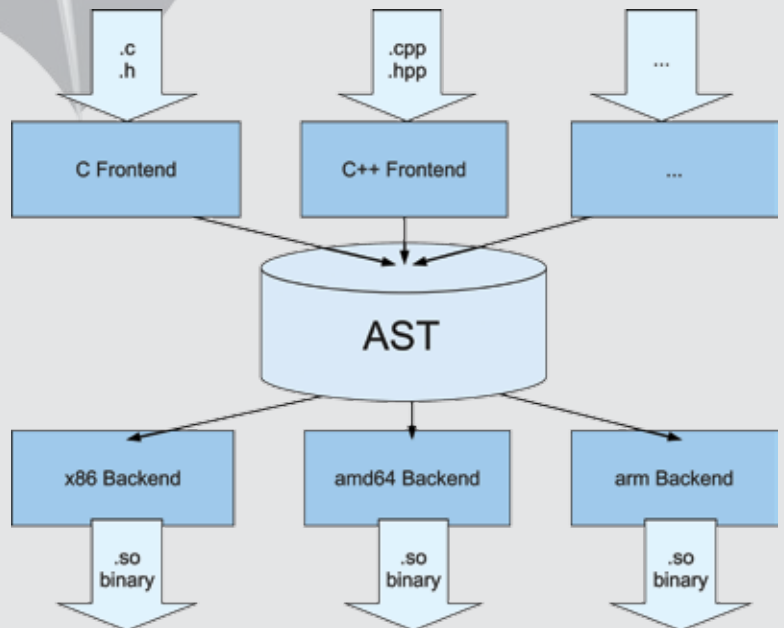 .c
.h
.cpp
.hpp
...
C Frontend
C++ Frontend
...
AST
x86 Backend
amd64 Backend
arm Backend
.so
binary
.so
binary
.so
binary